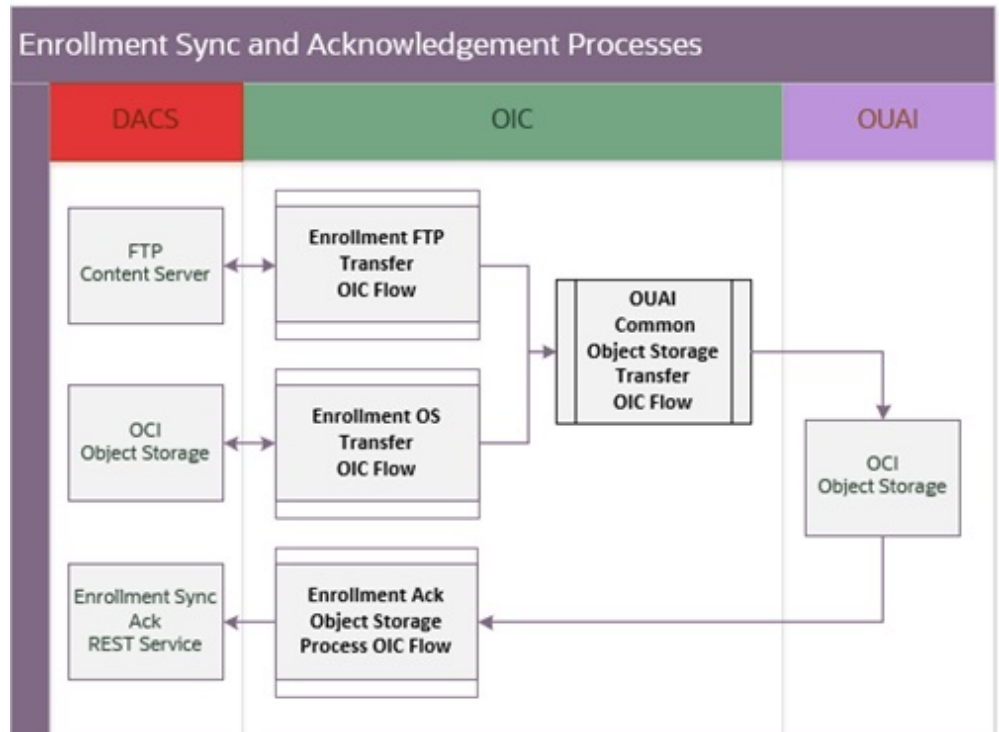 Enrollment Sync and Acknowledgement Processes
DACS
OIC
OUAI
FTP
Content Server
Enrollment FTP
Transfer
OIC Flow
OUAI
Common
Object Storage
Transfer
OIC Flow
OCI
Object Storage
Enrollment OS
Transfer
OIC Flow
OCI
Object Storage
Enrollment Sync
Ack
REST Service
Enrollment Ack
Object Storage
Process OIC Flow